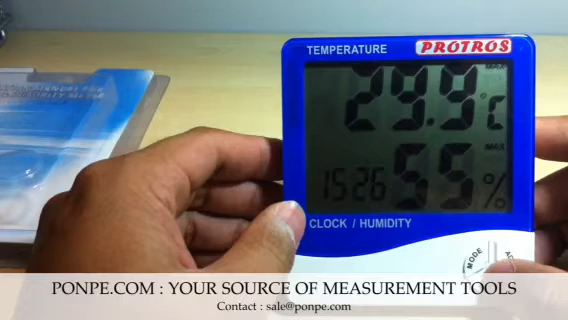 TEMPERATURE PROTROS
MAX
29.9 °C
MAX
15 26 55 %
CLOCK / HUMIDITY
MODE
PONPE.COM : YOUR SOURCE OF MEASUREMENT TOOLS
Contact : sale@ponpe.com